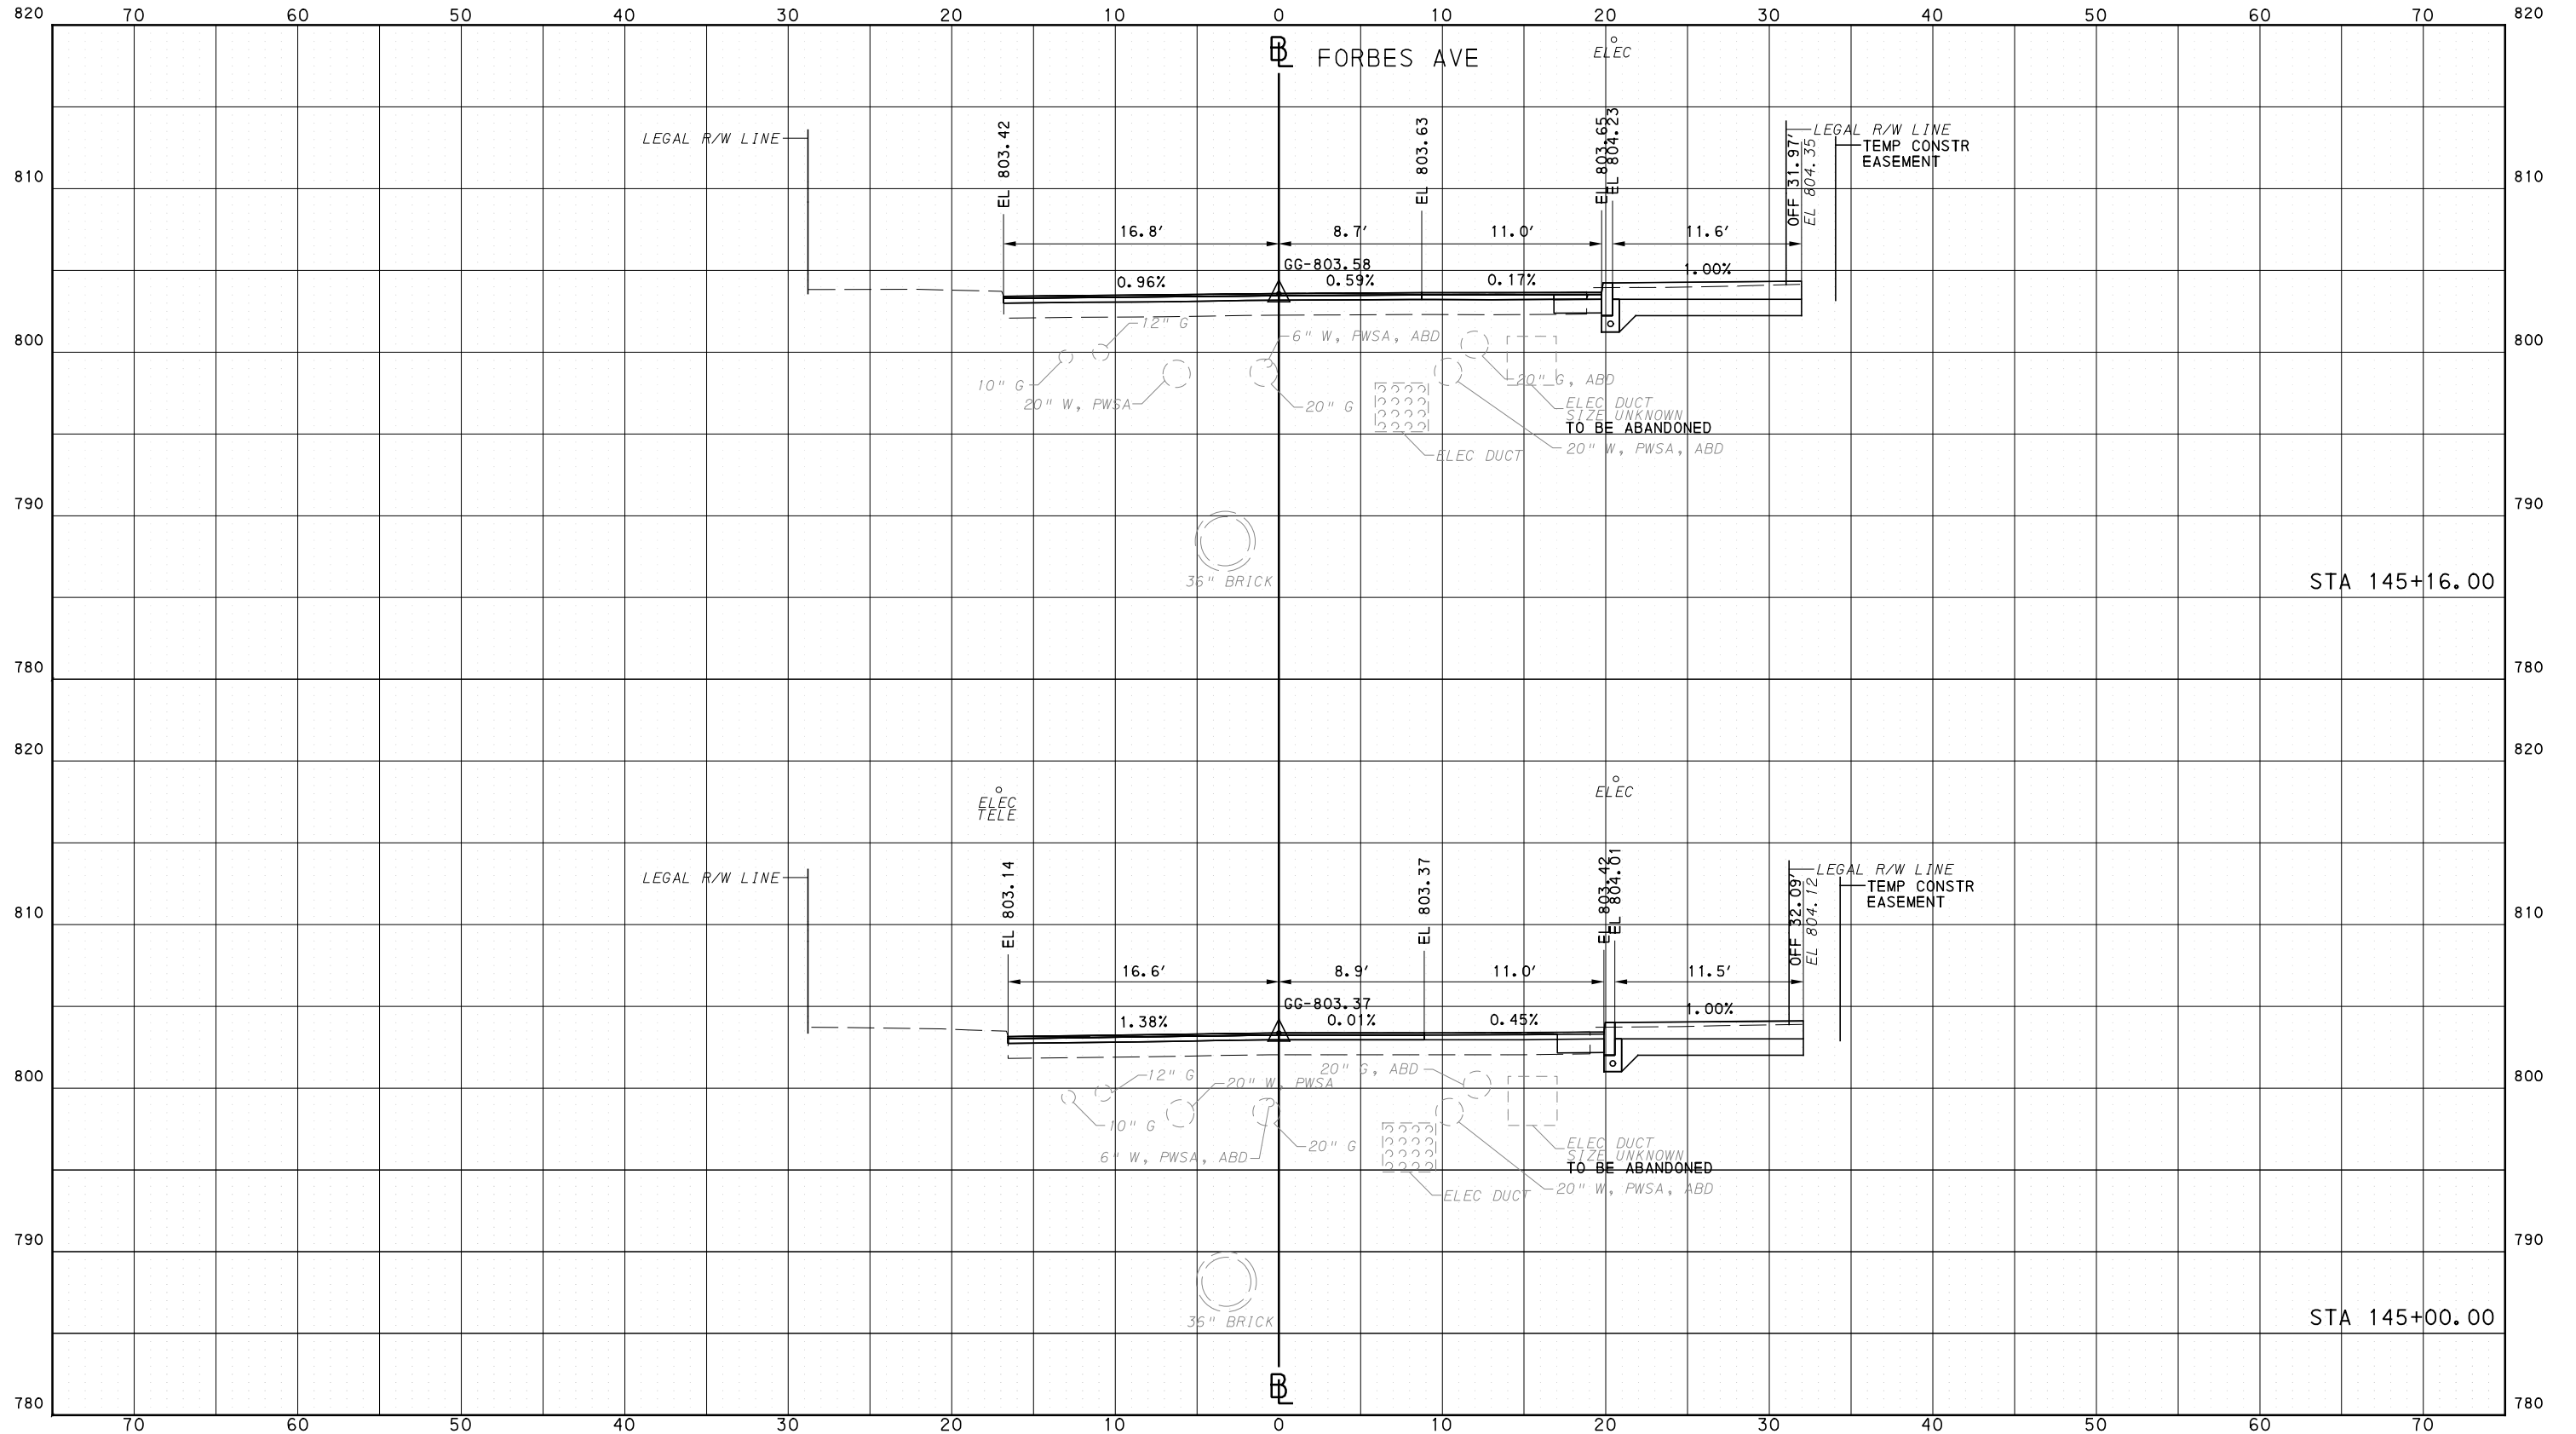 820 70 60 50 40 30 20 10 0 10 20 30 40 50 60 70 820
BL FORBES AVE
ELEC
LEGAL R/W LINE
EL 803.42
EL 803.63
EL 803.65
EL 804.23
LEGAL R/W LINE
OFF 31.97'
EL 804.35
TEMP CONSTR
EASEMENT
810 810
16.8' 8.7' 11.0' 11.6'
GG-803.58
0.96% 0.59% 0.17% 1.00%
12" G
6" W, PWSA, ABD
800 800
10" G
20" G, ABD
20" W, PWSA
20" G
ELEC DUCT
SIZE UNKNOWN
TO BE ABANDONED
20" W, PWSA, ABD
ELEC DUCT
790 790
36" BRICK
STA 145+16.00
780 780
820 820
ELEC
TELE
ELEC
LEGAL R/W LINE
EL 803.14
EL 803.37
EL 803.42
EL 804.01
LEGAL R/W LINE
OFF 32.09'
EL 804.12
TEMP CONSTR
EASEMENT
810 810
16.6' 8.9' 11.0' 11.5'
GG-803.37
1.38% 0.01% 0.45% 1.00%
800 800
12" G
20" W, PWSA
20" G, ABD
10" G
6" W, PWSA, ABD
20" G
ELEC DUCT
SIZE UNKNOWN
TO BE ABANDONED
20" W, PWSA, ABD
ELEC DUCT
790 790
36" BRICK
STA 145+00.00
BL
780 780
70 60 50 40 30 20 10 0 10 20 30 40 50 60 70